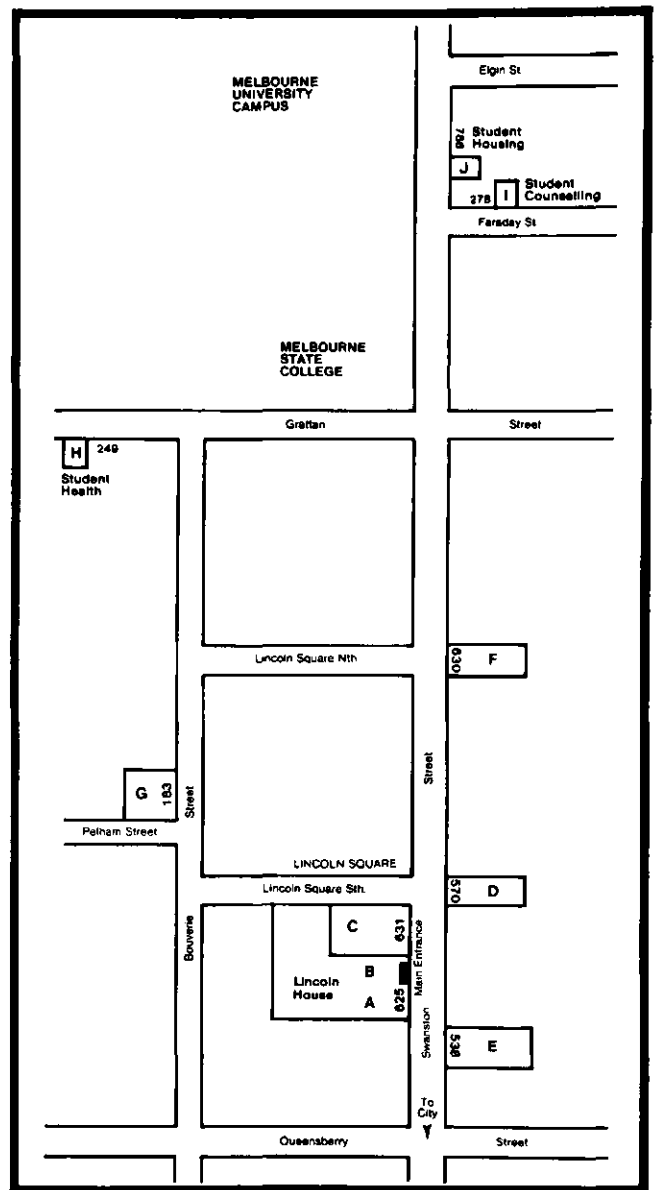 Elgin St
MELBOURNE
UNIVERSITY
CAMPUS
786
Student
Housing
J
278
I
Student
Counselling
Faraday St
MELBOURNE
STATE
COLLEGE
Grattan
Street
H
249
Student
Health
Lincoln Square Nth
630
F
Street
G
183
Street
Pelham Street
LINCOLN SQUARE
Lincoln Square Sth.
570
D
Bouverie
C
631
Main Entrance
B
Lincoln
House
A
625
Swanston
538
E
To
City
Queensberry
Street